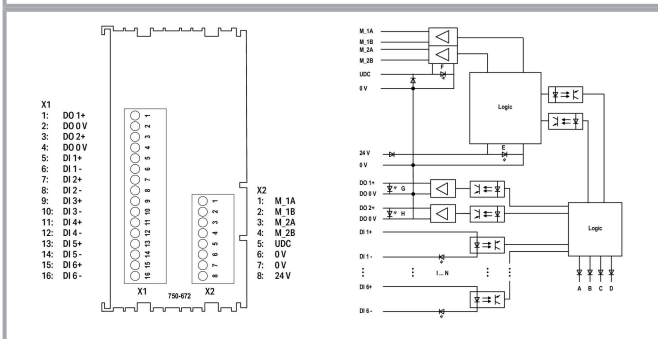 X1
1: DO 1+
2: DO 0 V
3: DO 2+
4: DO 0 V
5: DI 1+
6: DI 1 -
7: DI 2+
8: DI 2 -
9: DI 3+
10: DI 3 -
11: DI 4+
12: DI 4 -
13: DI 5+
14: DI 5 -
15: DI 6+
16: DI 6 -
1
2
3
4
5
6
7
8
9
10
11
12
13
14
15
16
X1
750-672
1
2
3
4
5
6
7
8
X2
X2
1: M_1A
2: M_1B
3: M_2A
4: M_2B
5: UDC
6: 0 V
7: 0 V
8: 24 V
M_1A
M_1B
M_2A
M_2B
F
UDC
0 V
Logic
E
24 V
0 V
DO 1+
G
DO 0 V
DO 2+
H
DO 0 V
Logic
DI 1+
DI 1 -
I ... N
A B C D
DI 6+
DI 6 -